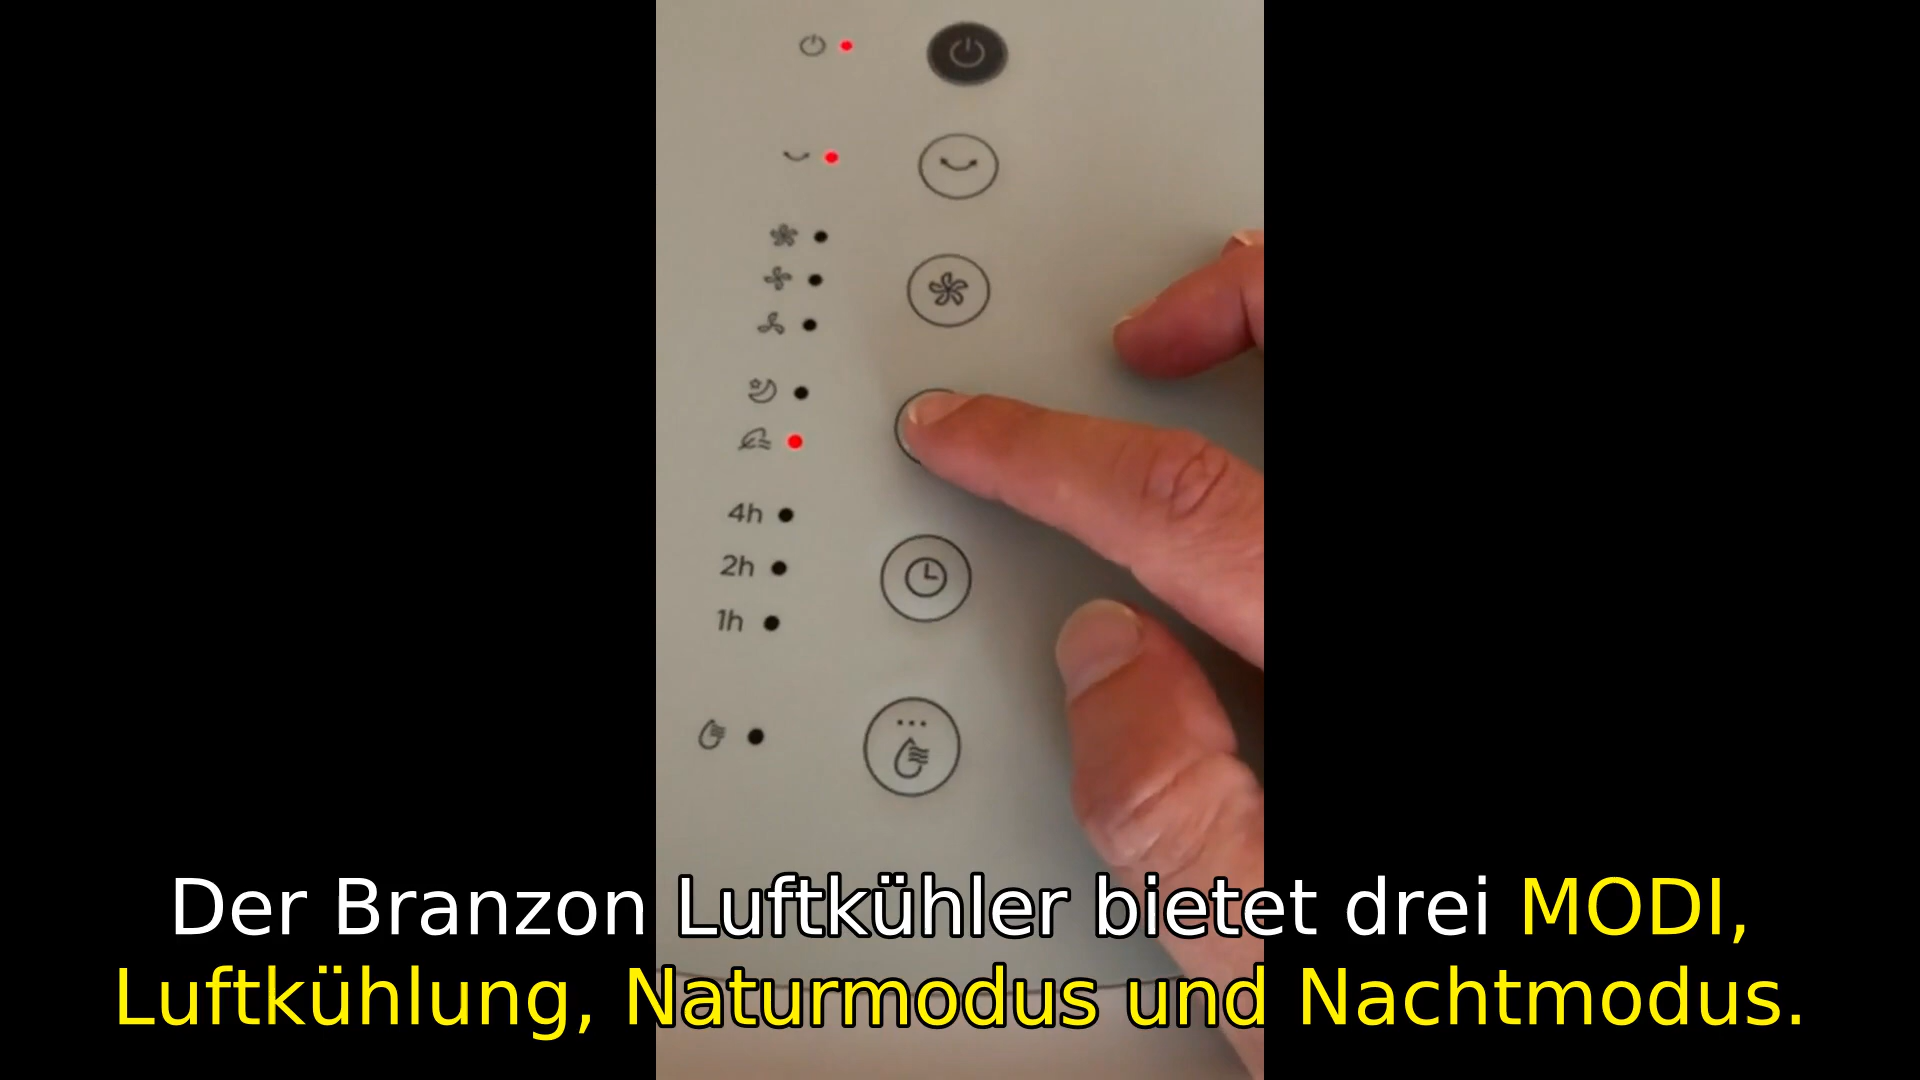 4h
2h
1h
Der Branzon Luftkühler bietet drei MODI,
Luftkühlung, Naturmodus und Nachtmodus.